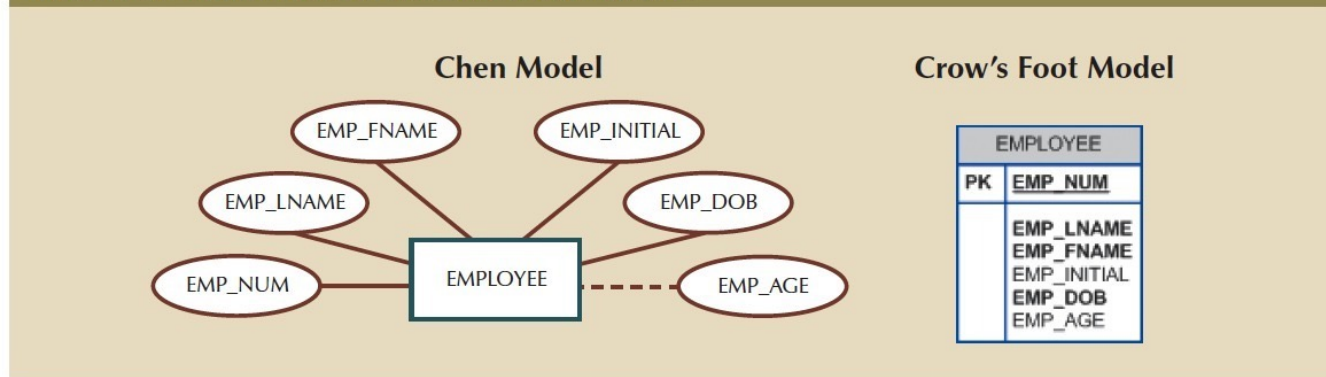 Chen Model
EMP_FNAME
EMP_INITIAL
EMP_LNAME
EMP_DOB
EMP_NUM
EMPLOYEE
EMP_AGE
Crow's Foot Model
EMPLOYEE
PK EMP_NUM
EMP_LNAME
EMP_FNAME
EMP_INITIAL
EMP_DOB
EMP_AGE